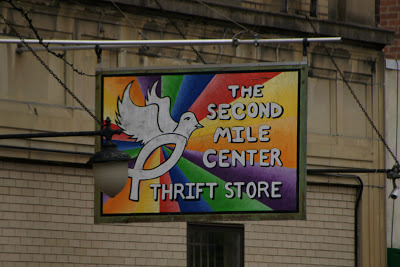 THE
SECOND
MILE
CENTER
THRIFT STORE